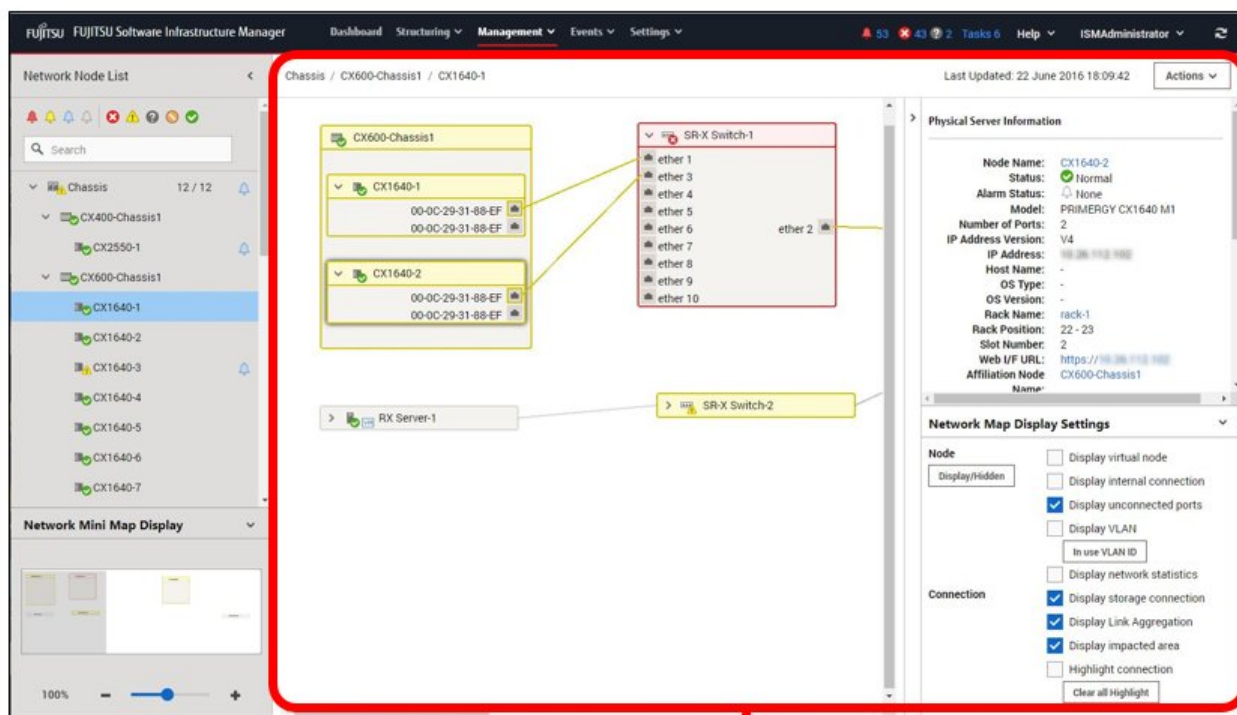 FUJITSU FUJITSU Software Infrastructure Manager
Dashboard
Structuring
Management
Events
Settings
53
43
2
Tasks 6
Help
ISMAdministrator
Network Node List
Search
Chassis 12 / 12
CX400-Chassis1
CX2550-1
CX600-Chassis1
CX1640-1
CX1640-2
CX1640-3
CX1640-4
CX1640-5
CX1640-6
CX1640-7
Network Mini Map Display
100%
Chassis / CX600-Chassis1 / CX1640-1
Last Updated: 22 June 2016 18:09:42
Actions
CX600-Chassis1
CX1640-1
00-0C-29-31-88-EF
00-0C-29-31-88-EF
CX1640-2
00-0C-29-31-88-EF
00-0C-29-31-88-EF
SR-X Switch-1
ether 1
ether 3
ether 4
ether 5
ether 6
ether 2
ether 7
ether 8
ether 9
ether 10
RX Server-1
SR-X Switch-2
Physical Server Information
Node Name: CX1640-2
Status: Normal
Alarm Status: None
Model: PRIMERGY CX1640 M1
Number of Ports: 2
IP Address Version: V4
IP Address:
Host Name: -
OS Type: -
OS Version: -
Rack Name: rack-1
Rack Position: 22 - 23
Slot Number: 2
Web I/F URL: https://
Affiliation Node CX600-Chassis1
Name:
Network Map Display Settings
Node
Display/Hidden
Display virtual node
Display internal connection
Display unconnected ports
Display VLAN
In use VLAN ID
Display network statistics
Connection
Display storage connection
Display Link Aggregation
Display impacted area
Highlight connection
Clear all Highlight